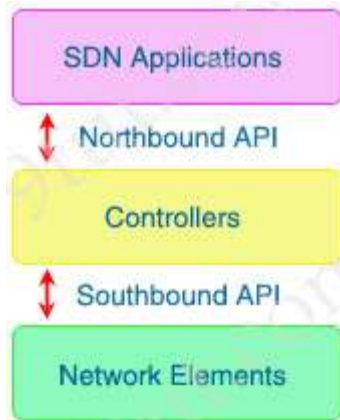 SDN Applications
Northbound API
Controllers
Southbound API
Network Elements